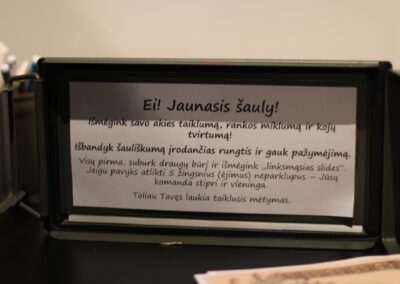 Ei! Jaunasis šauly!
Išmėgink savo akies taiklumą, rankos miklumą ir kojų
tvirtumą!
Išbandyk šauliškumą įrodančias rungtis ir gauk pažymėjimą.
Visų pirma, suburk draugų būrį ir išmėgink ,,linksmąsias slides".
Jeigu pavyks atlikti 5 žingsnius (ėjimus) neparklupus – Jūsų
komanda stipri ir vieninga.
Toliau Tavęs laukia taiklusis mėtymas.